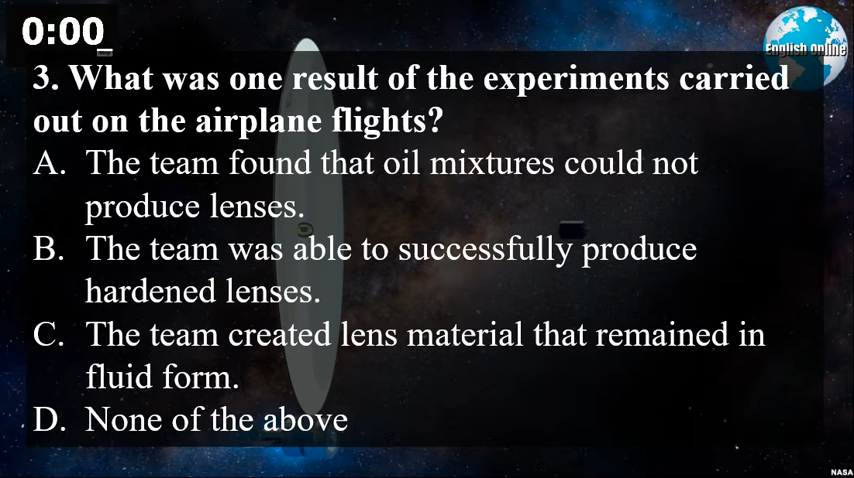 0:00
English Online
3. What was one result of the experiments carried
out on the airplane flights?
A. The team found that oil mixtures could not
produce lenses.
B. The team was able to successfully produce
hardened lenses.
C. The team created lens material that remained in
fluid form.
D. None of the above
NASA